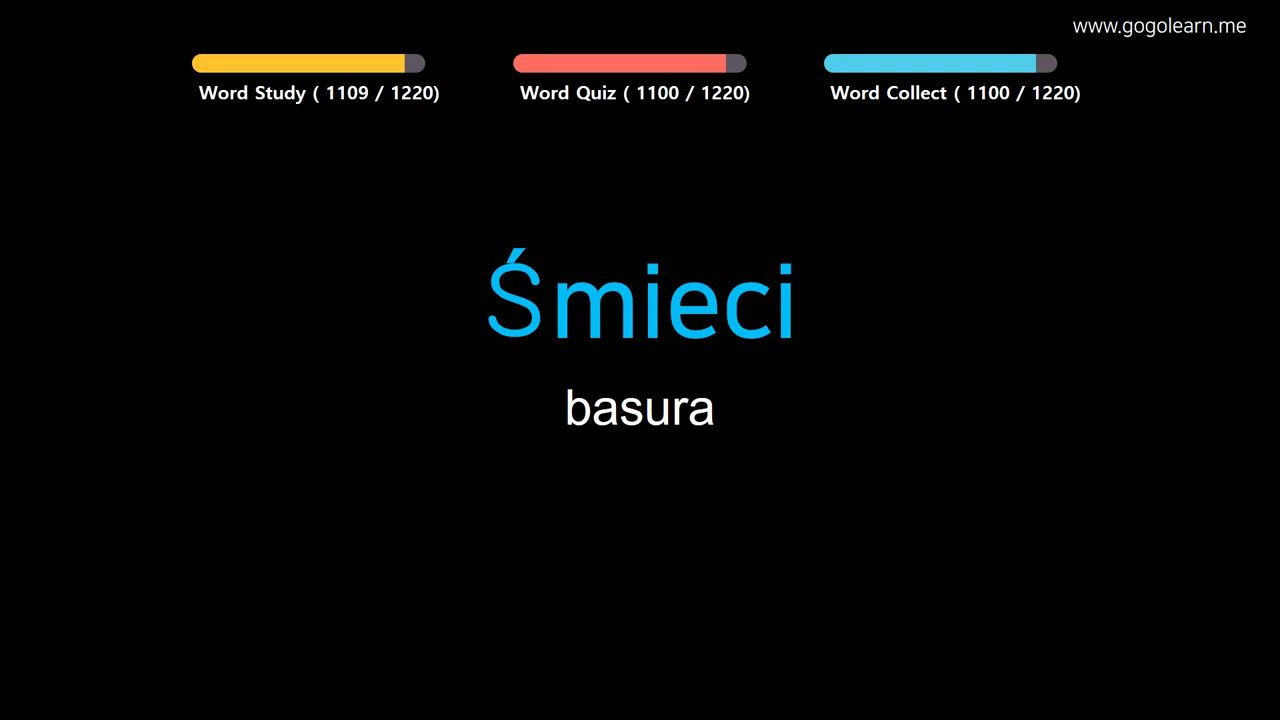 www.gogolearn.me
Word Study ( 1109 / 1220)
Word Quiz ( 1100 / 1220)
Word Collect ( 1100 / 1220)
Śmieci
basura